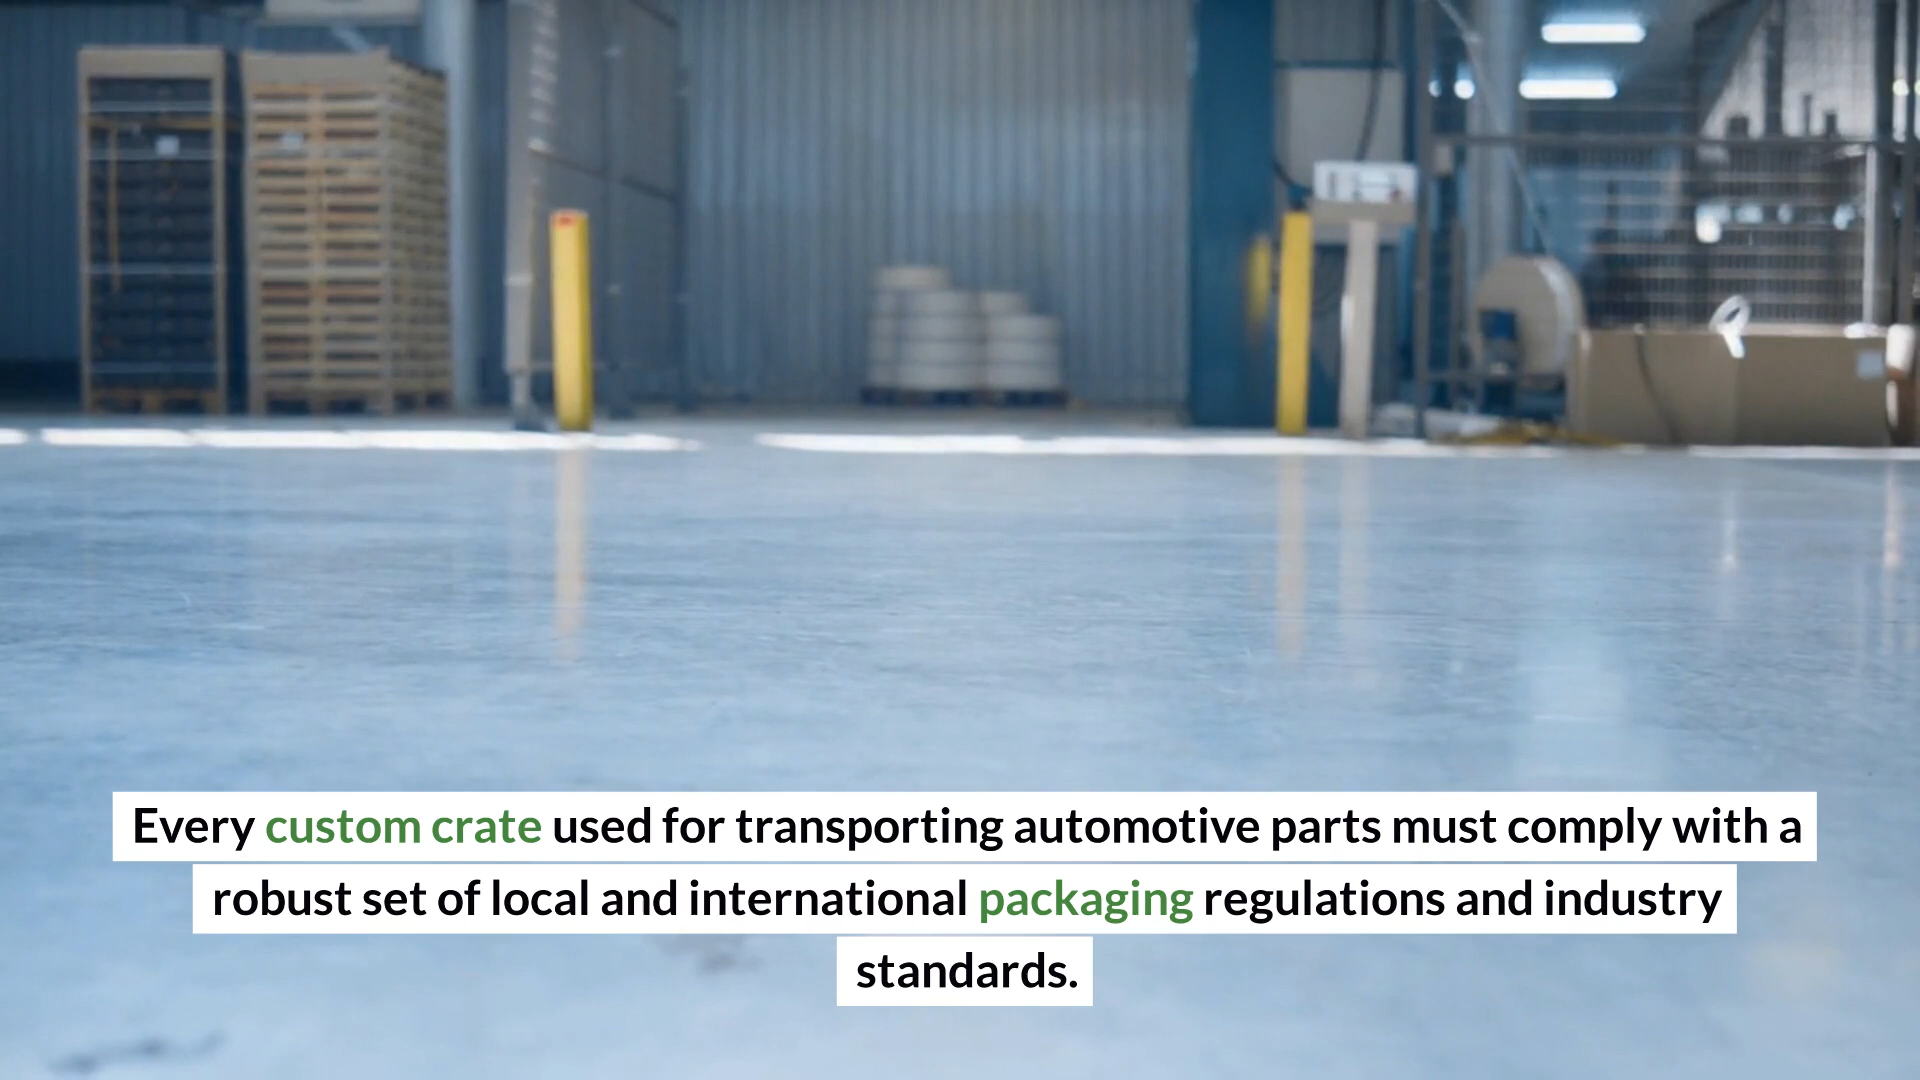 Every custom crate used for transporting automotive parts must comply with a
robust set of local and international packaging regulations and industry
standards.